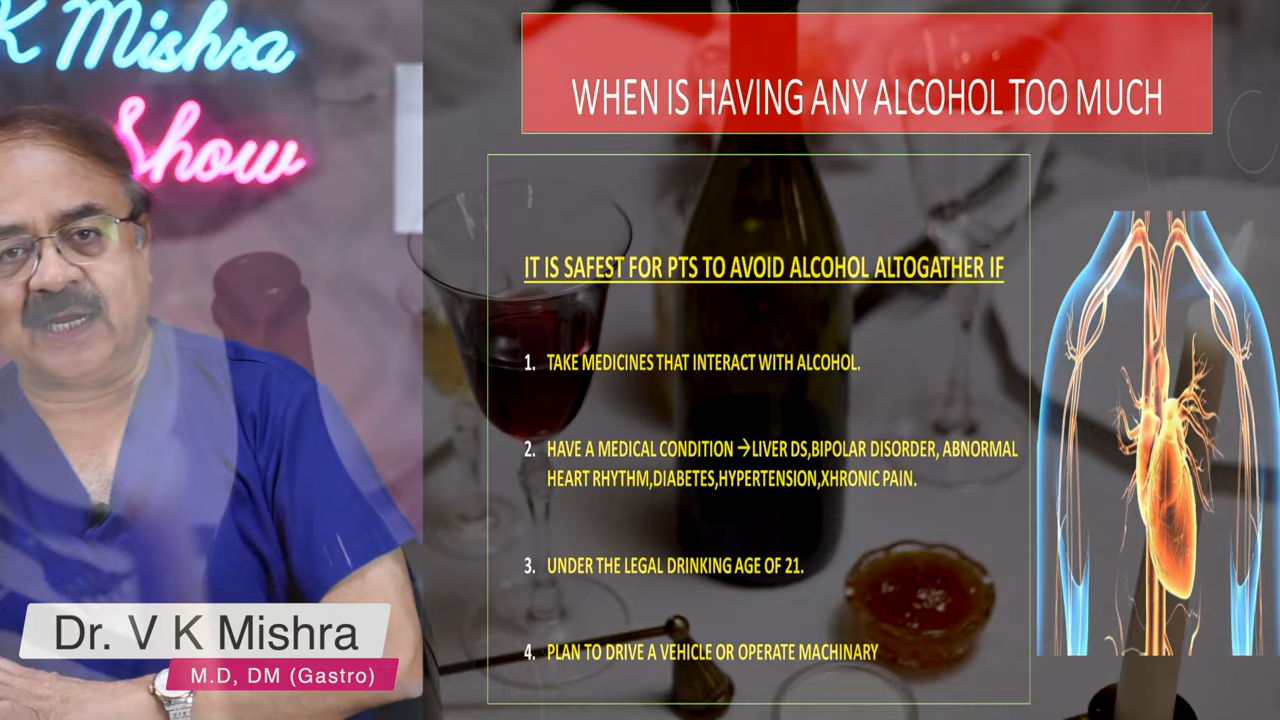 K Mishra
Show
WHEN IS HAVING ANY ALCOHOL TOO MUCH
IT IS SAFEST FOR PTS TO AVOID ALCOHOL ALTOGATHER IF
1. TAKE MEDICINES THAT INTERACT WITH ALCOHOL.
2. HAVE A MEDICAL CONDITION →LIVER DS,BIPOLAR DISORDER, ABNORMAL
HEART RHYTHM,DIABETES,HYPERTENSION,XHRONIC PAIN.
3. UNDER THE LEGAL DRINKING AGE OF 21.
4. PLAN TO DRIVE A VEHICLE OR OPERATE MACHINARY
Dr. V K Mishra
M.D, DM (Gastro)